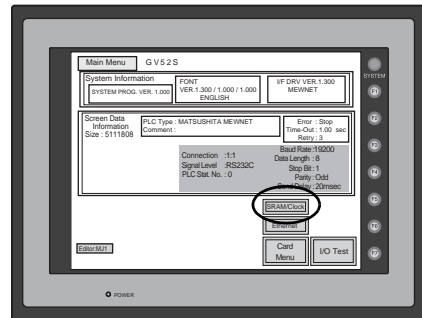 Main Menu GV52S
System Information
SYSTEM PROG. VER. 1.000
FONT
VER.1.300 / 1.000 / 1.000
ENGLISH
I/F DRV VER.1.300
MEWNET
SYSTEM
F1
Screen Data
Information
Size : 5111808
PLC Type : MATSUSHITA MEWNET
Comment :
Error : Stop
Time-Out : 1.00 sec
Retry : 3
F2
Connection :1:1
Signal Level :RS232C
PLC Stat. No. : 0
Baud Rate :19200
Data Length : 8
Stop Bit : 1
Parity : Odd
Send Delay : 20msec
F3
F4
SRAM/Clock
F5
Ethernet
F6
Editor:MJ1
Card
Menu
I/O Test
F7
POWER